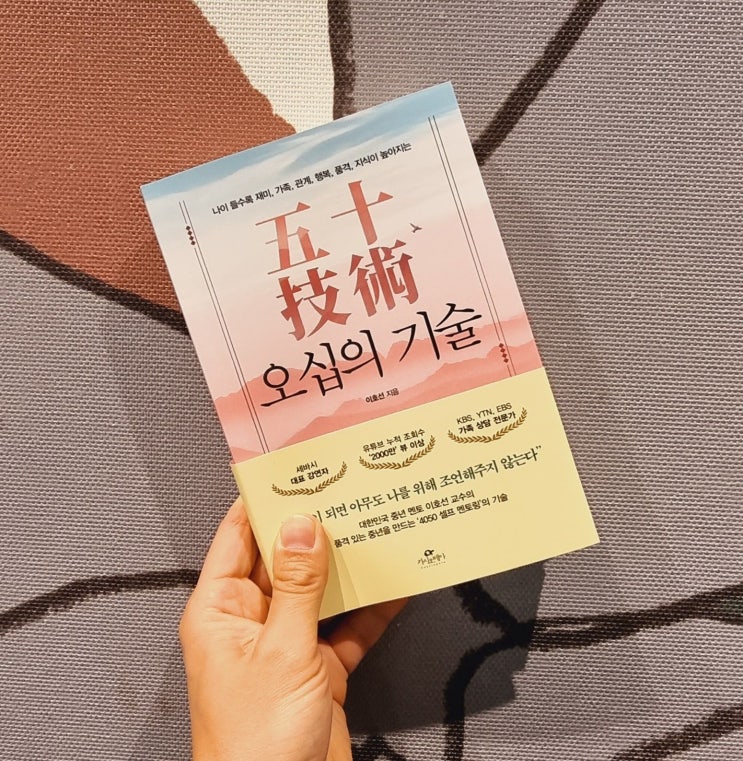 나이 들수록 재미, 가족, 관계, 행복, 품격, 지식이 높아지는
五十
技術
오십의 기술
이호선 지음
세바시
대표 강연자
유튜브 누적 조회수
'2000만' 뷰 이상
KBS, YTN, EBS
가족 상담 전문가
이 되면 아무도 나를 위해 조언해주지 않는다”
대한민국 중년 멘토 이호선 교수의
품격 있는 중년을 만드는 '4050 셀프 멘토링'의 기술